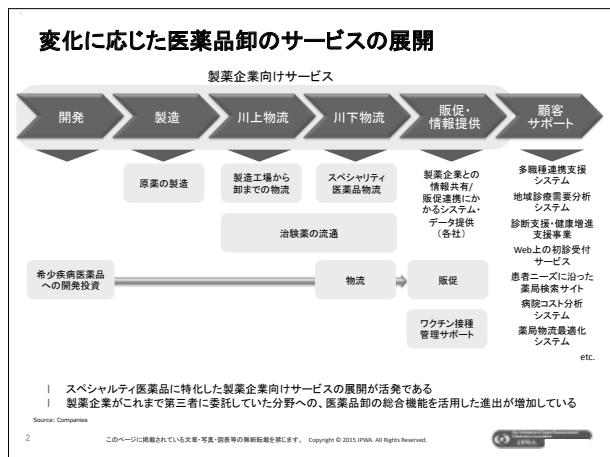 変化に応じた医薬品卸のサービスの展開
製薬企業向けサービス
開発
製造
川上物流
川下物流
販促・
情報提供
顧客
サポート
原薬の製造
製造工場から
卸までの物流
スペシャリティ
医薬品物流
製薬企業との
情報共有/
販促連携にか
かるシステム・
データ提供
(各社)
治験薬の流通
希少疾病医薬品
への開発投資
物流
販促
ワクチン接種
管理サポート
多職種連携支援
システム
地域診療需要分析
システム
診断支援・健康増進
支援事業
Web上の初診受付
サービス
患者ニーズに沿った
薬局検索サイト
病院コスト分析
システム
薬局物流最適化
システム
etc.
l スペシャルティ医薬品に特化した製薬企業向けサービスの展開が活発である
l 製薬企業がこれまで第三者に委託していた分野への、医薬品卸の総合機能を活用した進出が増加している
Source: Companies
2
このページに掲載されている文章・写真・図表等の無断転載を禁じます。 Copyright © 2015 JPWA. All Rights Reserved.
JPWA